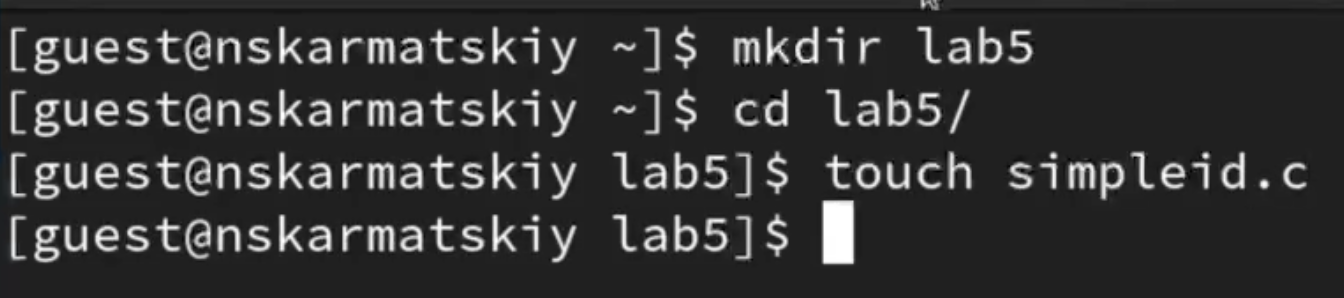 [guest@nskarmatskiy ~]$ mkdir lab5
[guest@nskarmatskiy ~]$ cd lab5/
[guest@nskarmatskiy lab5]$ touch simpleid.c
[guest@nskarmatskiy lab5]$